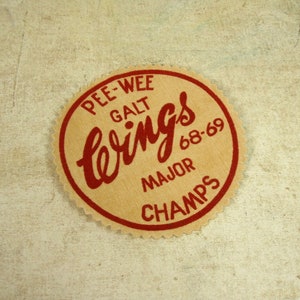 PEE-WEE
GALT
Wings
68-69
MAJOR
CHAMPS